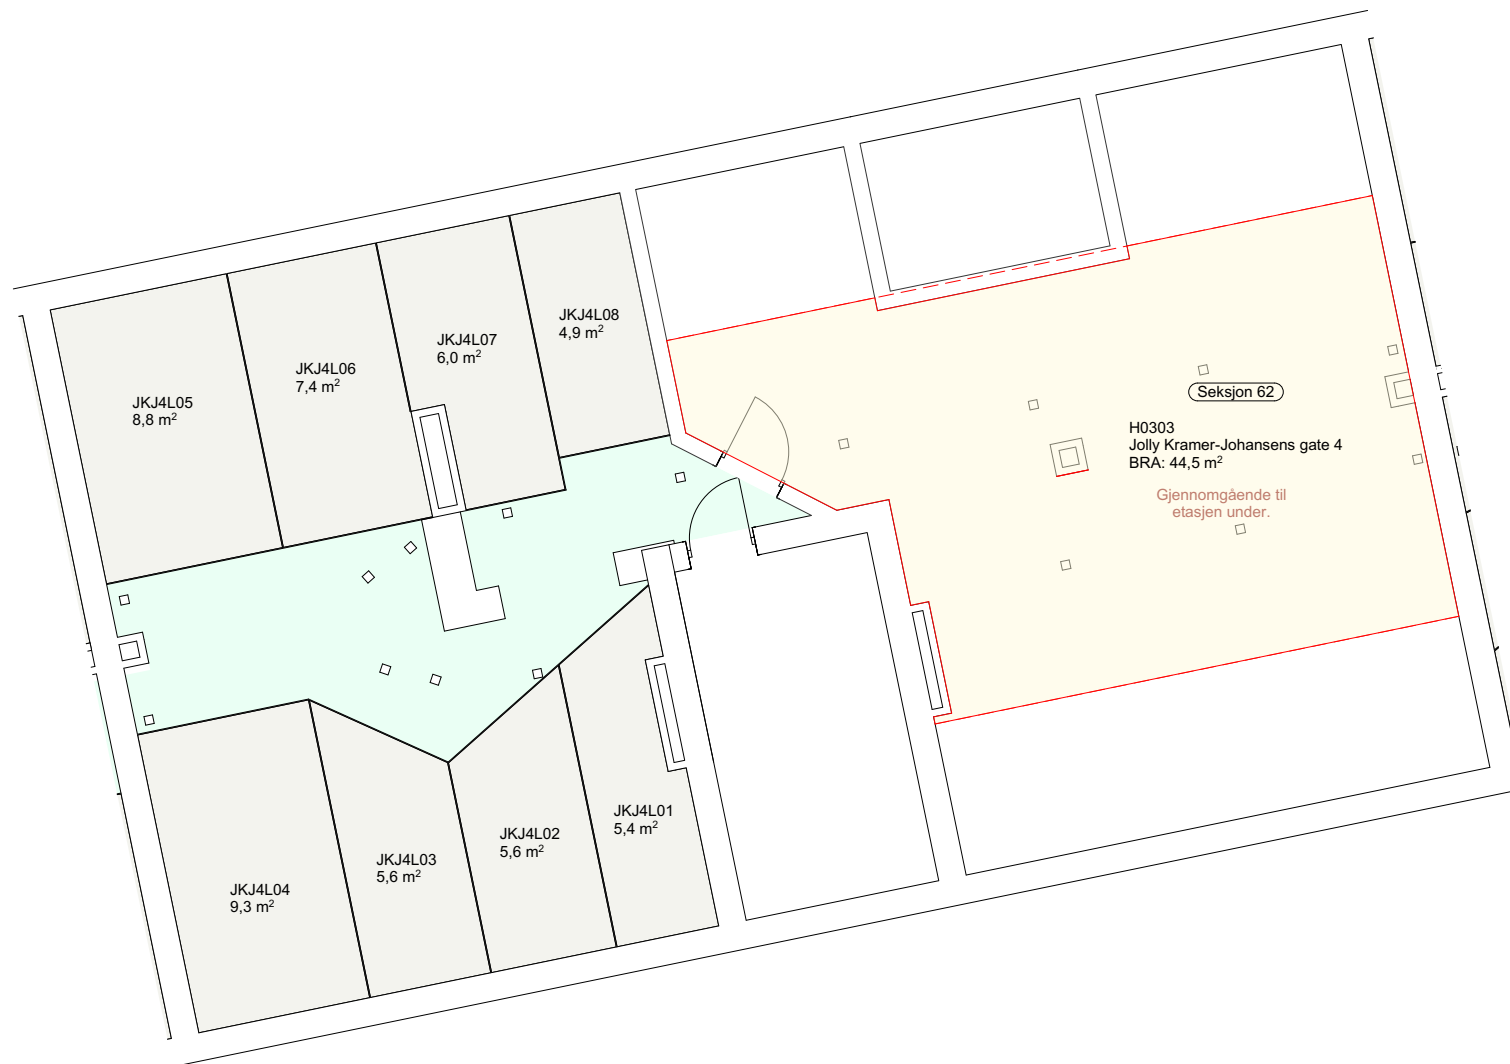 JKJ4L05
8,8 m²
JKJ4L06
7,4 m²
JKJ4L07
6,0 m²
JKJ4L08
4,9 m²
Seksjon 62
H0303
Jolly Kramer-Johansens gate 4
BRA: 44,5 m²
Gjennomgående til
etasjen under.
JKJ4L04
9,3 m²
JKJ4L03
5,6 m²
JKJ4L02
5,6 m²
JKJ4L01
5,4 m²